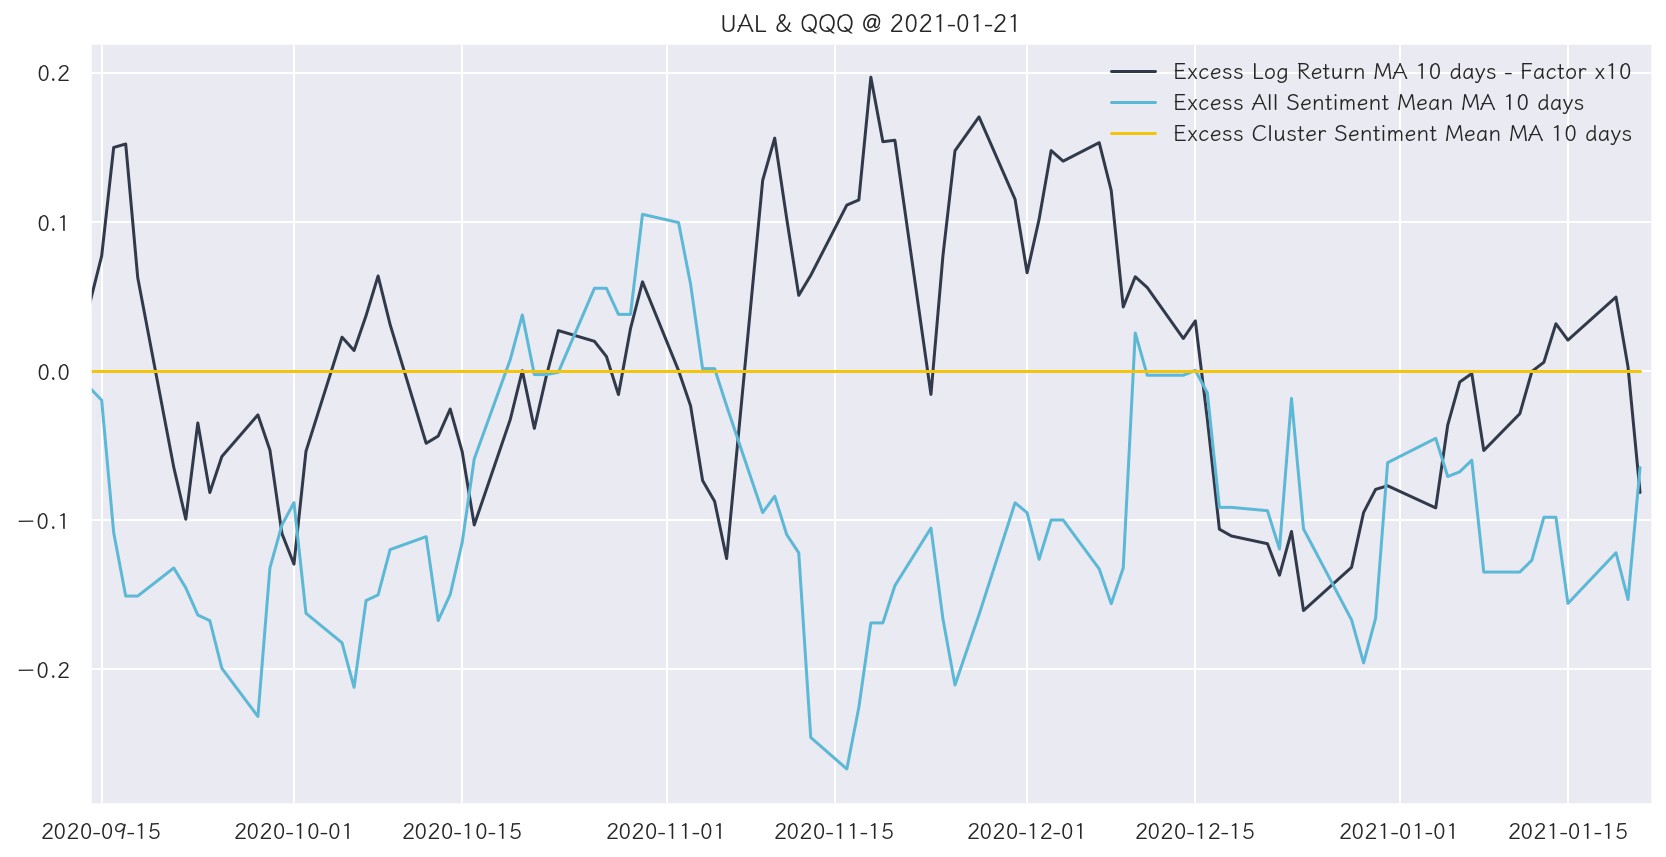 UAL & QQQ @ 2021-01-21
Excess Log Return MA 10 days - Factor x10
Excess All Sentiment Mean MA 10 days
Excess Cluster Sentiment Mean MA 10 days
0.2
0.1
0.0
−0.1
−0.2
2020-09-15 2020-10-01 2020-10-15 2020-11-01 2020-11-15 2020-12-01 2020-12-15 2021-01-01 2021-01-15